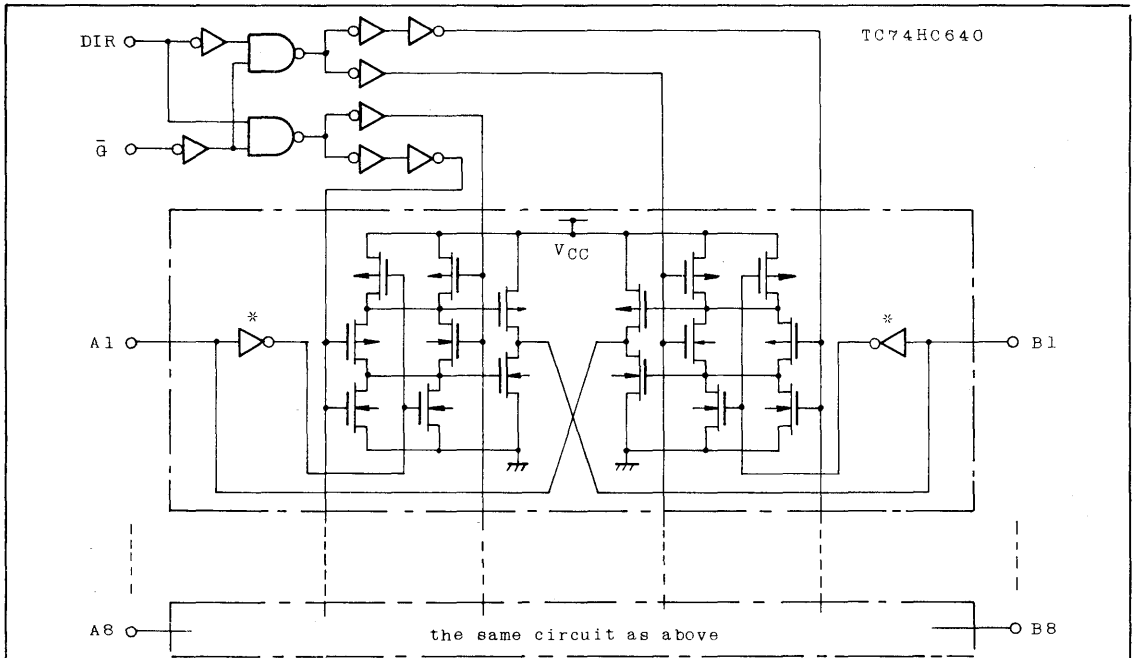 TC74HC640
DIR
G̅
VCC
*
*
A1
B1
A8
the same circuit as above
B8